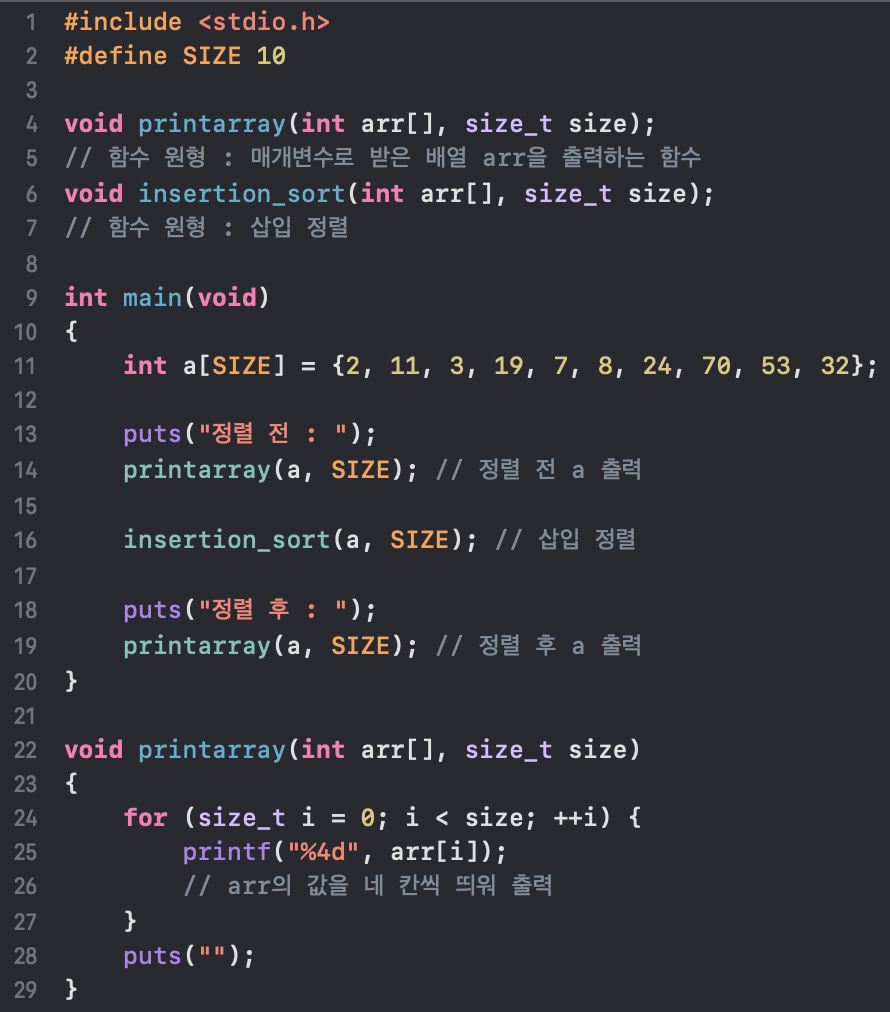 1 #include <stdio.h>
2 #define SIZE 10
3
4 void printarray(int arr[], size_t size);
5 // 함수 원형 : 매개변수로 받은 배열 arr을 출력하는 함수
6 void insertion_sort(int arr[], size_t size);
7 // 함수 원형 : 삽입 정렬
8
9 int main(void)
10 {
11     int a[SIZE] = {2, 11, 3, 19, 7, 8, 24, 70, 53, 32};
12
13     puts("정렬 전 : ");
14     printarray(a, SIZE); // 정렬 전 a 출력
15
16     insertion_sort(a, SIZE); // 삽입 정렬
17
18     puts("정렬 후 : ");
19     printarray(a, SIZE); // 정렬 후 a 출력
20 }
21
22 void printarray(int arr[], size_t size)
23 {
24     for (size_t i = 0; i < size; ++i) {
25         printf("%4d", arr[i]);
26         // arr의 값을 네 칸씩 띄워 출력
27     }
28     puts("");
29 }